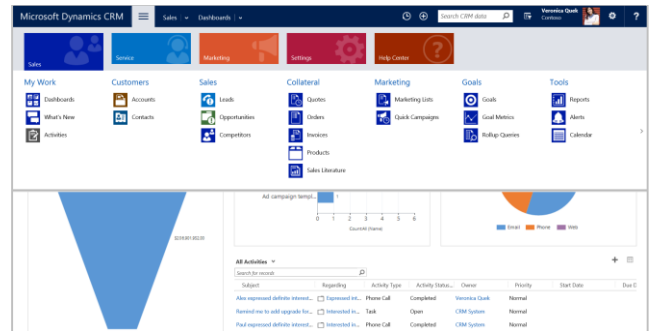 Microsoft Dynamics CRM Sales Dashboards Search CRM data Veronica Quek ?
Contoso
Sales Service Marketing Settings Help Center ?
My Work Customers Sales Collateral Marketing Goals Tools
Dashboards Accounts Leads Quotes Marketing Lists Goals Reports
What's New Contacts Opportunities Orders Quick Campaigns Goal Metrics Alerts
Activities Competitors Invoices Rollup Queries Calendar
Products
Sales Literature
Ad campaign templ... 1
0 1 2 3 4 5 6
Count:All (Name)
Email Phone Web
All Activities
Search for records
Subject Regarding Activity Type Activity Status... Owner Priority Start Date Due D
Alex expressed definite interest... Expressed int... Phone Call Completed Veronica Quek Normal
Remind me to add upgrade for... Interested in... Task Open CRM System Normal
Paul expressed definite interest... Interested in... Phone Call Completed CRM System Normal